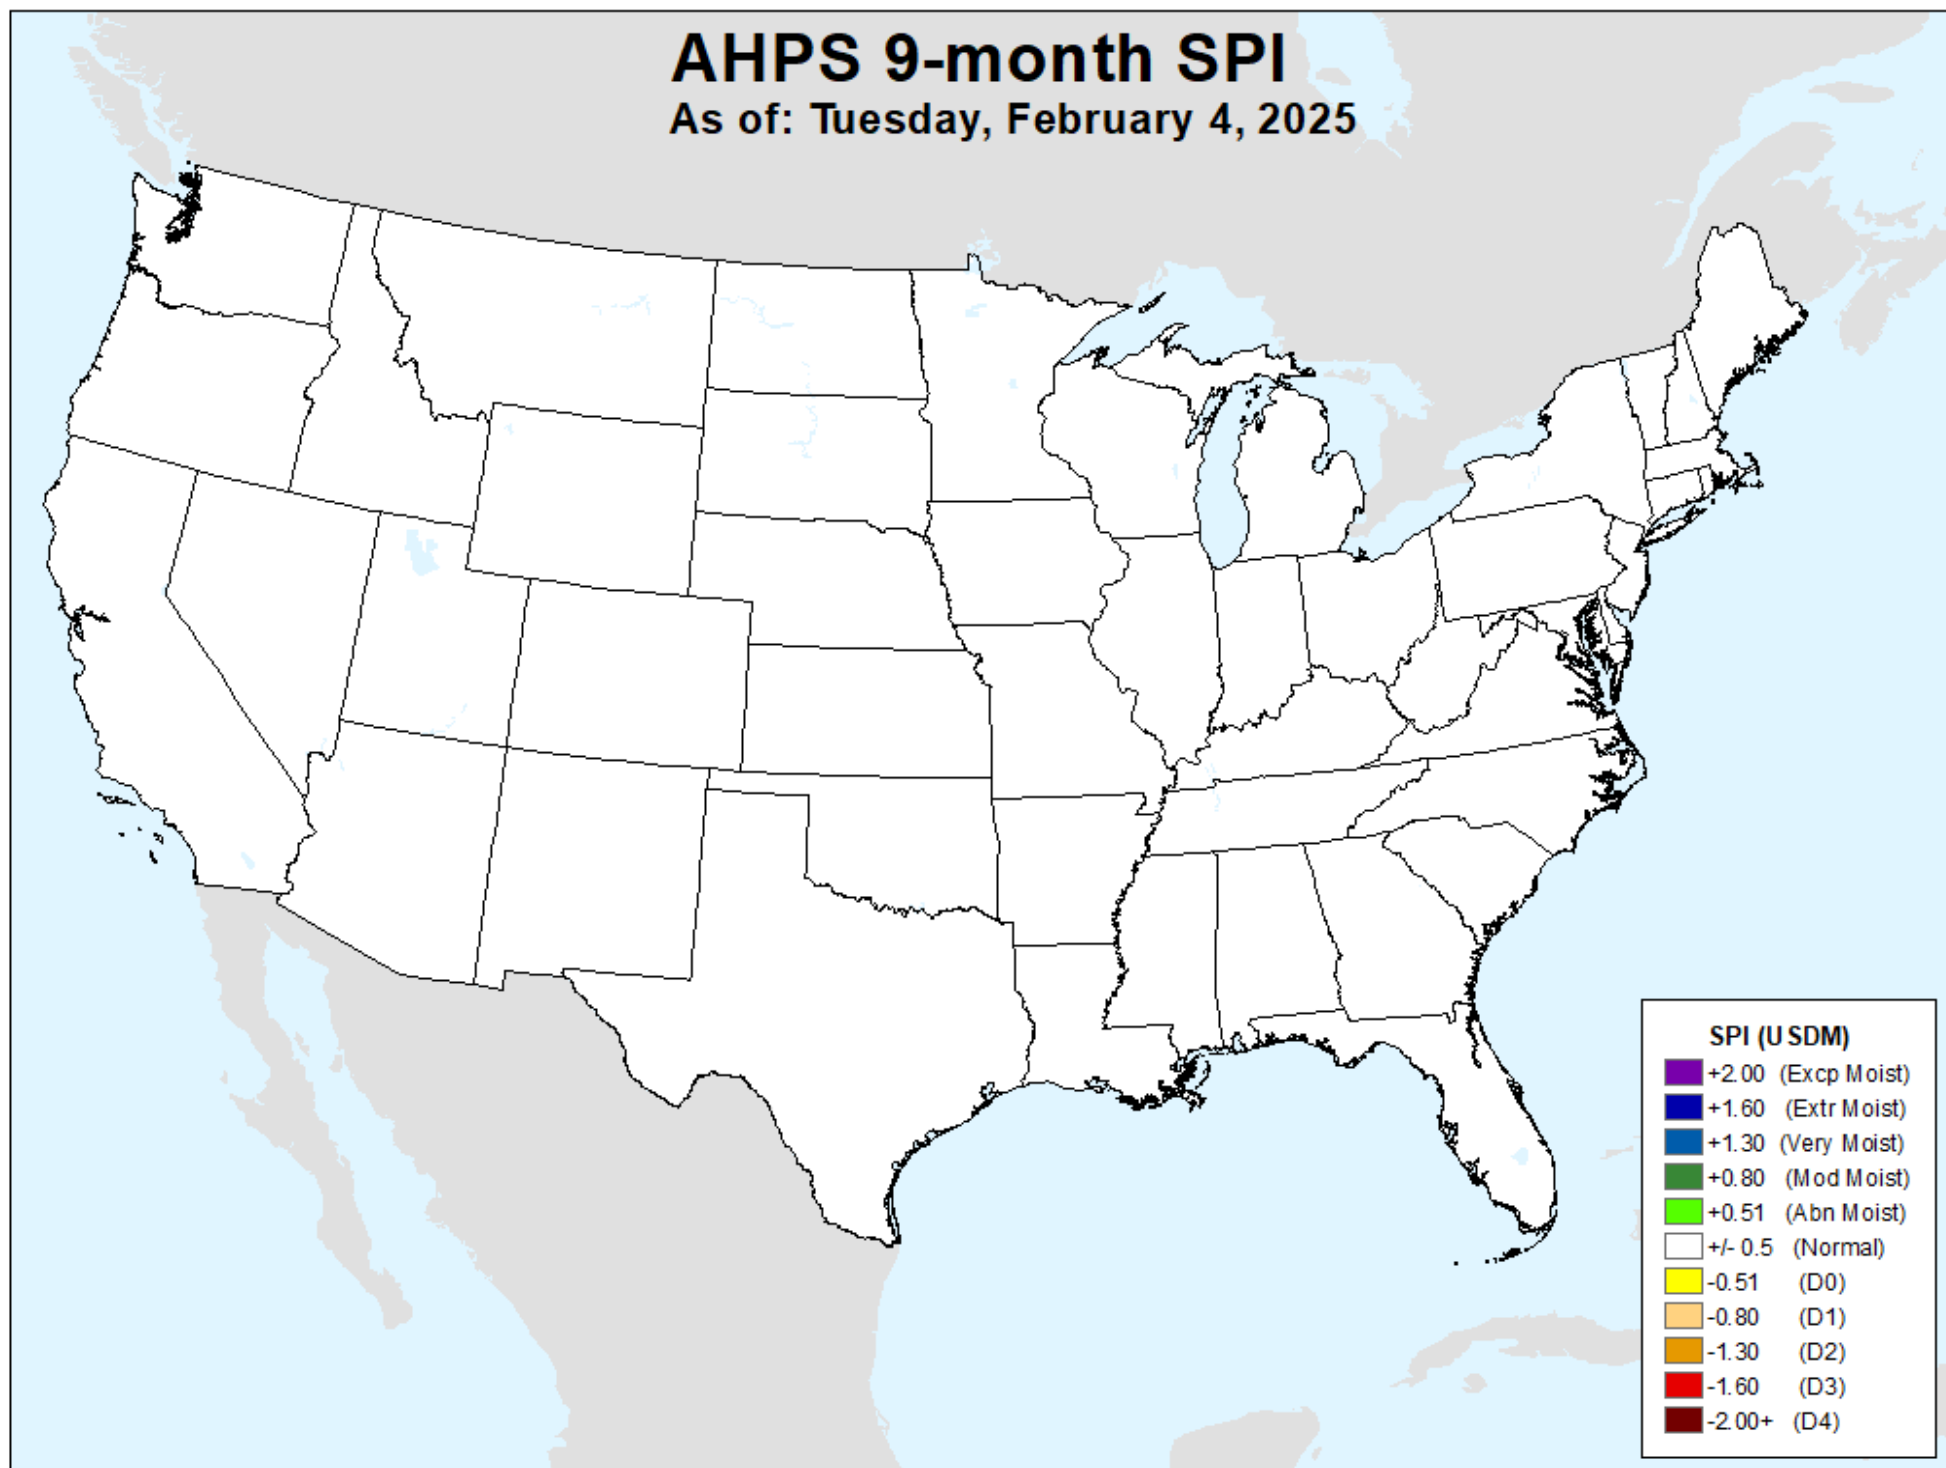 AHPS 9-month SPI
As of: Tuesday, February 4, 2025
SPI (USDM)
+2.00 (Excp Moist)
+1.60 (Extr Moist)
+1.30 (Very Moist)
+0.80 (Mod Moist)
+0.51 (Abn Moist)
+/- 0.5 (Normal)
-0.51 (D0)
-0.80 (D1)
-1.30 (D2)
-1.60 (D3)
-2.00+ (D4)